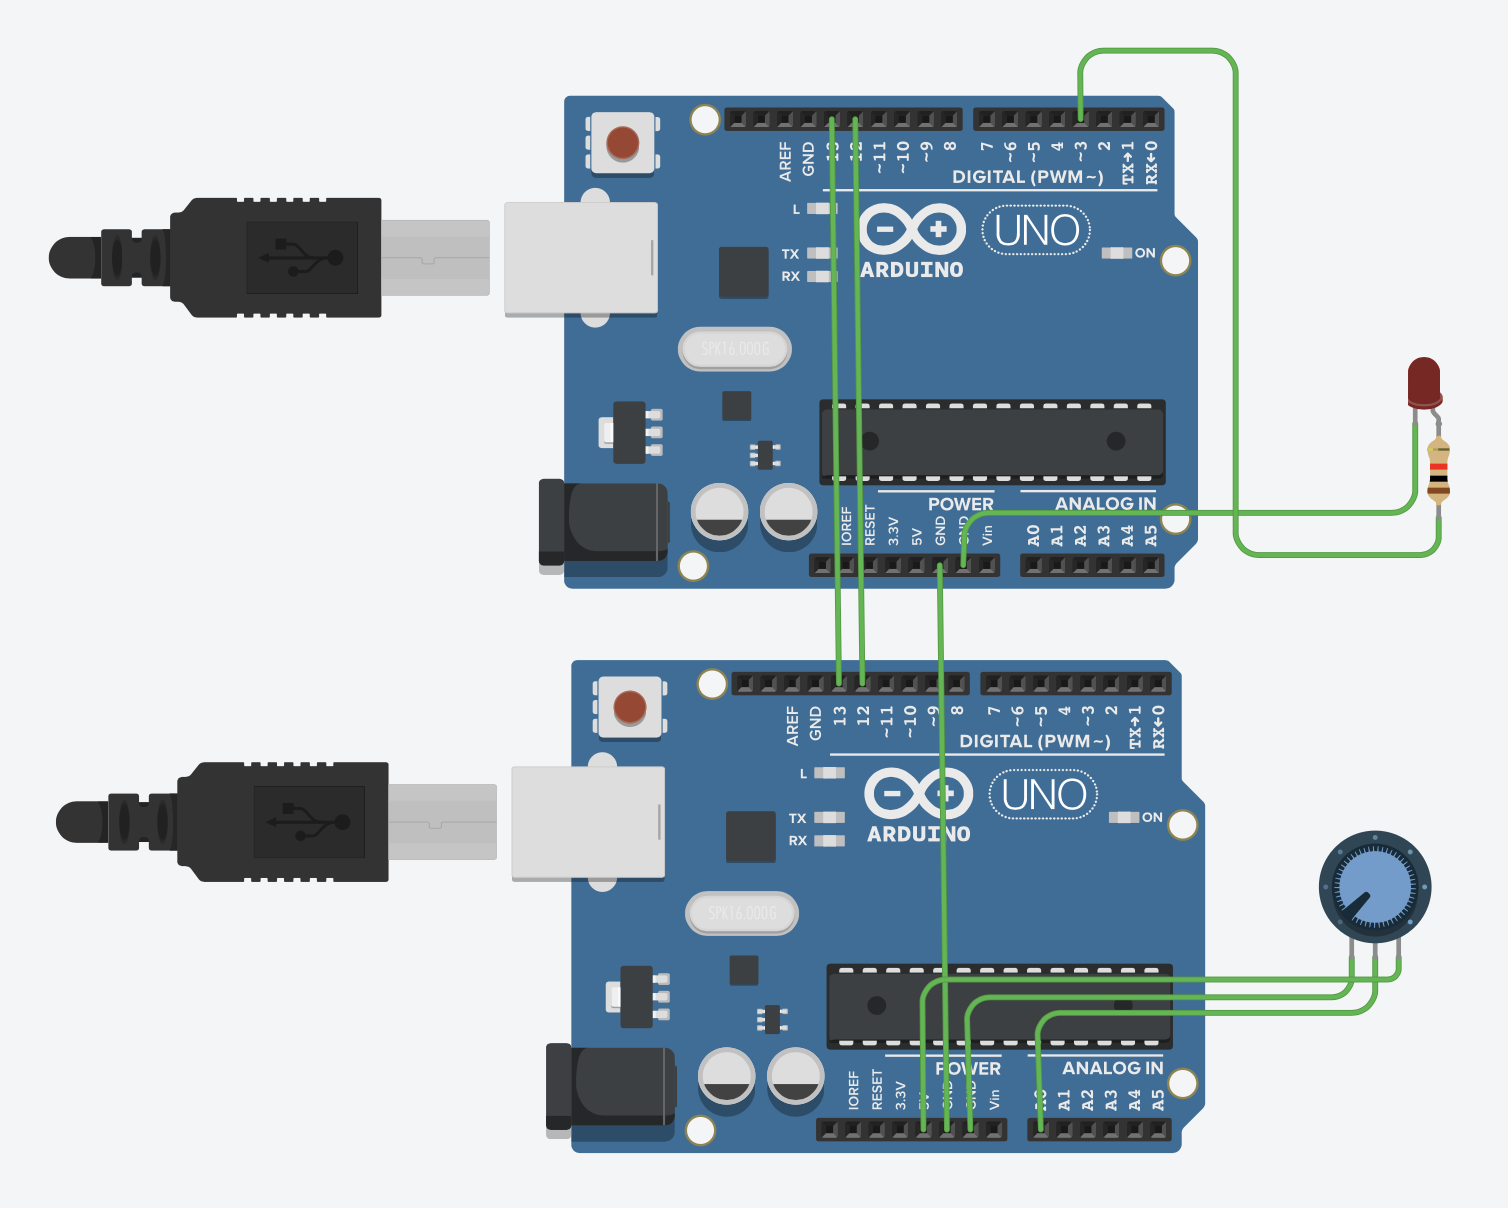 AREF
GND
13
12
~11
~10
~9
8
7
~6
~5
4
~3
2
TX→1
RX←0
DIGITAL (PWM~)
L
TX
RX
ARDUINO
UNO
ON
SPK16.000G
POWER
ANALOG IN
IOREF
RESET
3.3V
5V
GND
GND
Vin
A0
A1
A2
A3
A4
A5
AREF
GND
13
12
~11
~10
~9
8
7
~6
~5
4
~3
2
TX→1
RX←0
DIGITAL (PWM~)
L
TX
RX
ARDUINO
UNO
ON
SPK16.000G
POWER
ANALOG IN
IOREF
RESET
3.3V
5V
GND
GND
Vin
A0
A1
A2
A3
A4
A5